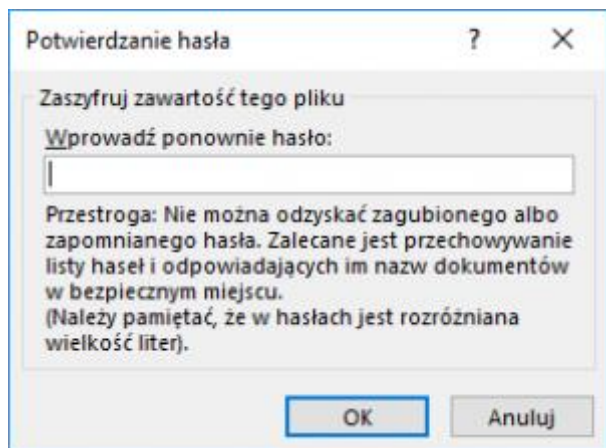 Potwierdzanie hasła ? ×
Zaszyfruj zawartość tego pliku
Wprowadź ponownie hasło:
Przestroga: Nie można odzyskać zagubionego albo
zapomnianego hasła. Zalecane jest przechowywanie
listy haseł i odpowiadających im nazw dokumentów
w bezpiecznym miejscu.
(Należy pamiętać, że w hasłach jest rozróżniana
wielkość liter).
OK Anuluj